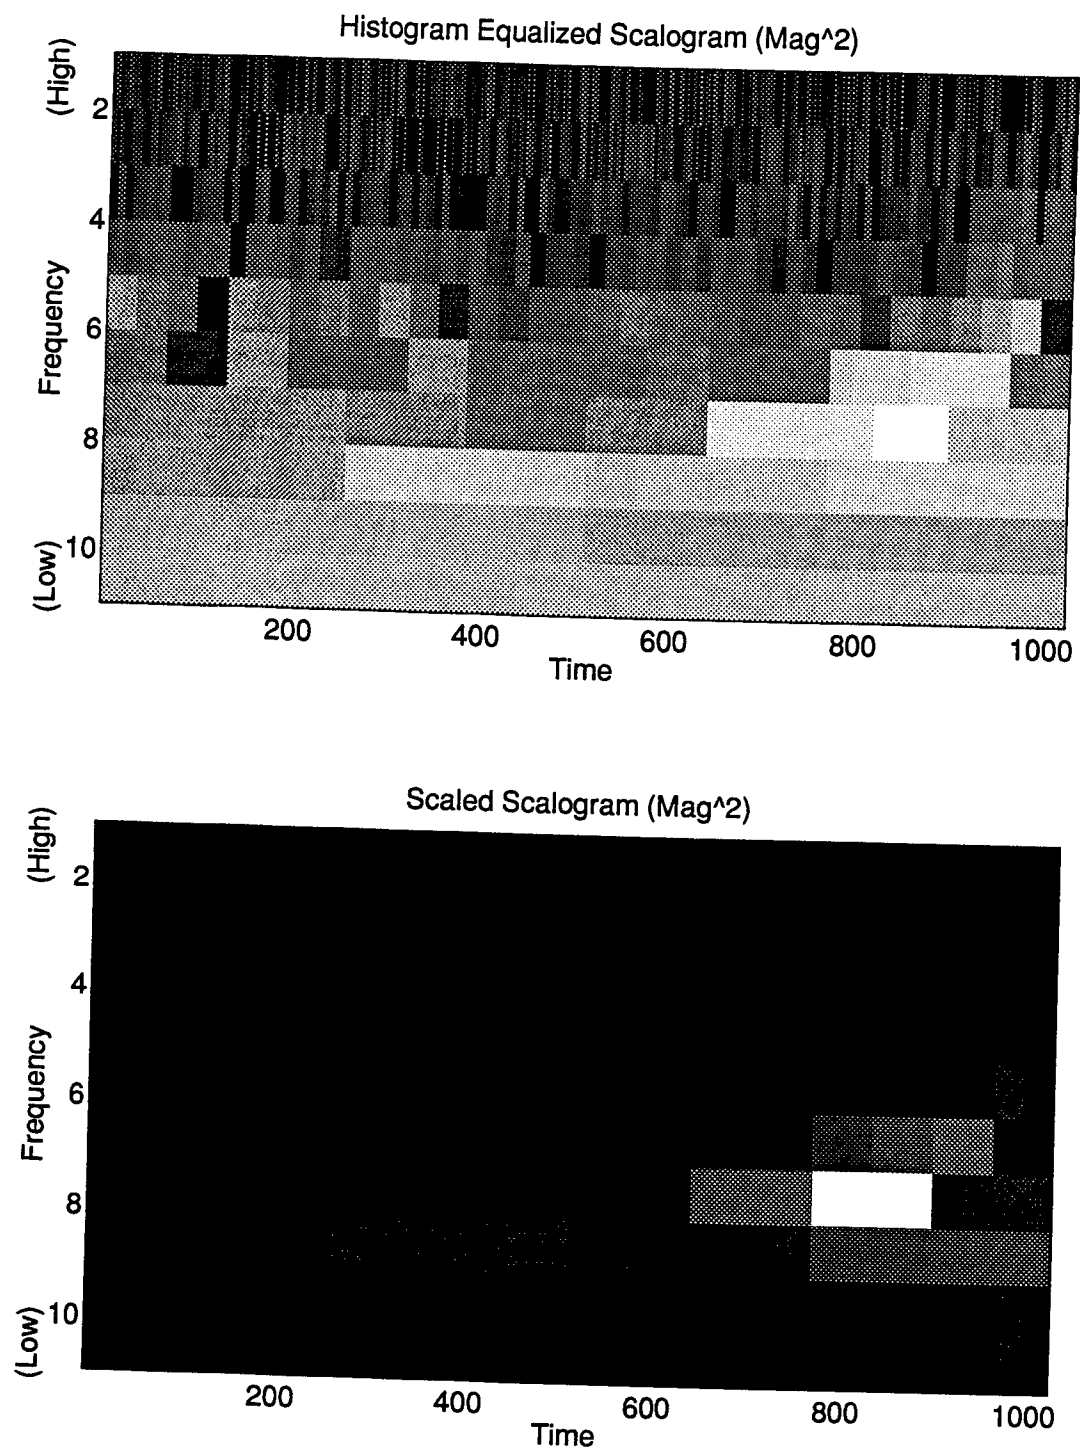 Histogram Equalized Scalogram (Mag^2)
(High)
2
4
Frequency
6
8
10
(Low)
200 400 600 800 1000
Time
Scaled Scalogram (Mag^2)
(High)
2
4
Frequency
6
8
10
(Low)
200 400 600 800 1000
Time